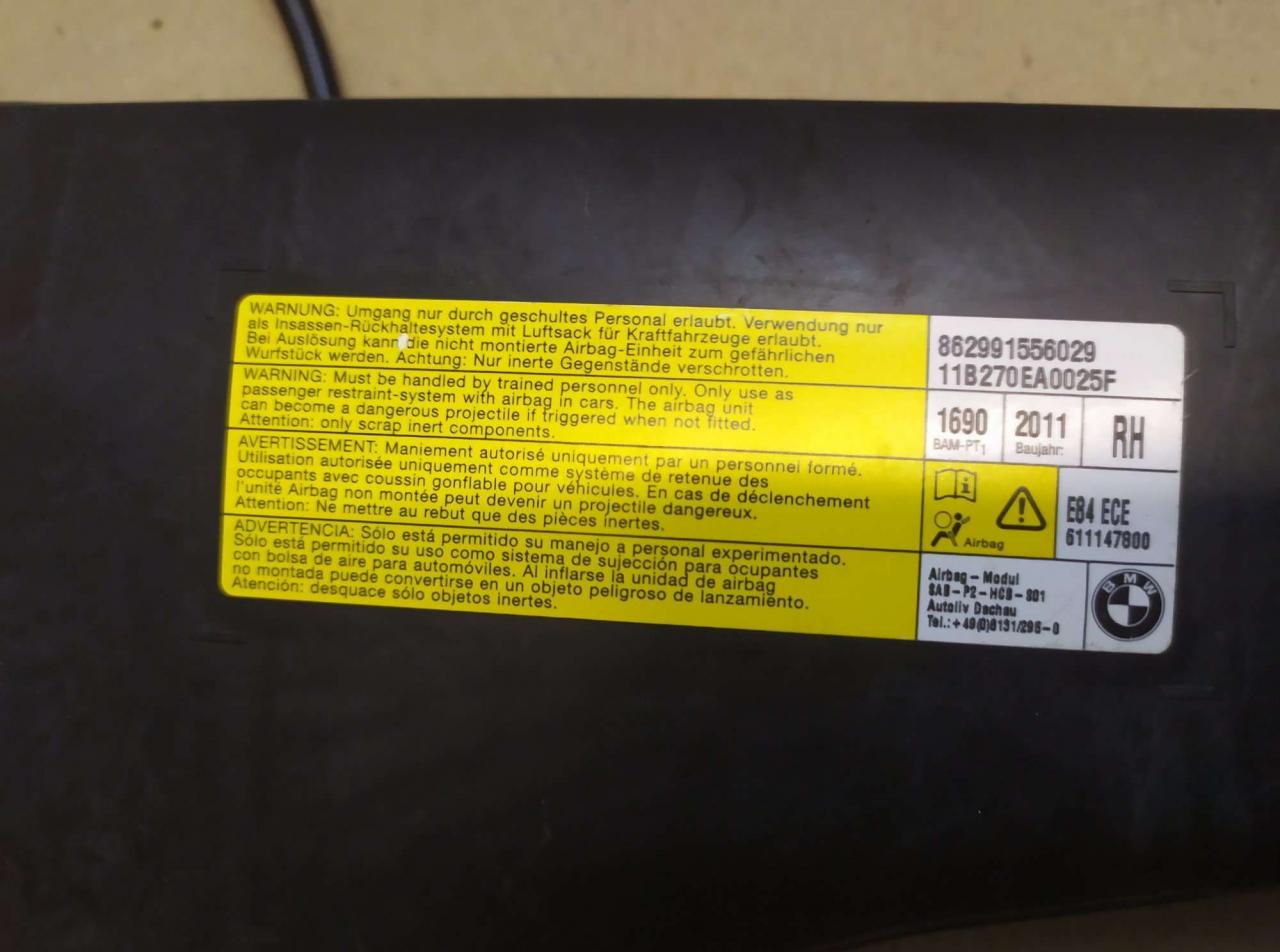 WARNUNG: Umgang nur durch geschultes Personal erlaubt. Verwendung nur
als Insassen-Rückhaltesystem mit Luftsack für Kraftfahrzeuge erlaubt.
Bei Auslösung kann die nicht montierte Airbag-Einheit zum gefährlichen
Wurfstück werden. Achtung: Nur inerte Gegenstände verschrotten.
WARNING: Must be handled by trained personnel only. Only use as
passenger restraint-system with airbag in cars. The airbag unit
can become a dangerous projectile if triggered when not fitted.
Attention: only scrap inert components.
AVERTISSEMENT: Maniement autorisé uniquement par un personnel formé.
Utilisation autorisée uniquement comme système de retenue des
occupants avec coussin gonflable pour véhicules. En cas de déclenchement
l'unité Airbag non montée peut devenir un projectile dangereux.
Attention: Ne mettre au rebut que des pièces inertes.
ADVERTENCIA: Sólo está permitido su manejo a personal experimentado.
Sólo está permitido su uso como sistema de sujección para ocupantes
con bolsa de aire para automóviles. Al inflarse la unidad de airbag
no montada puede convertirse en un objeto peligroso de lanzamiento.
Atención: desguace sólo objetos inertes.
862991556029
11B270EA0025F
1690
BAM-PT1
2011
Baujahr:
RH
Airbag
E84 ECE
611147800
Airbag-Modul
SAB-P2-HCB-S01
Autoliv Dachau
Tel.:+49(0)8131/295-0
BMW